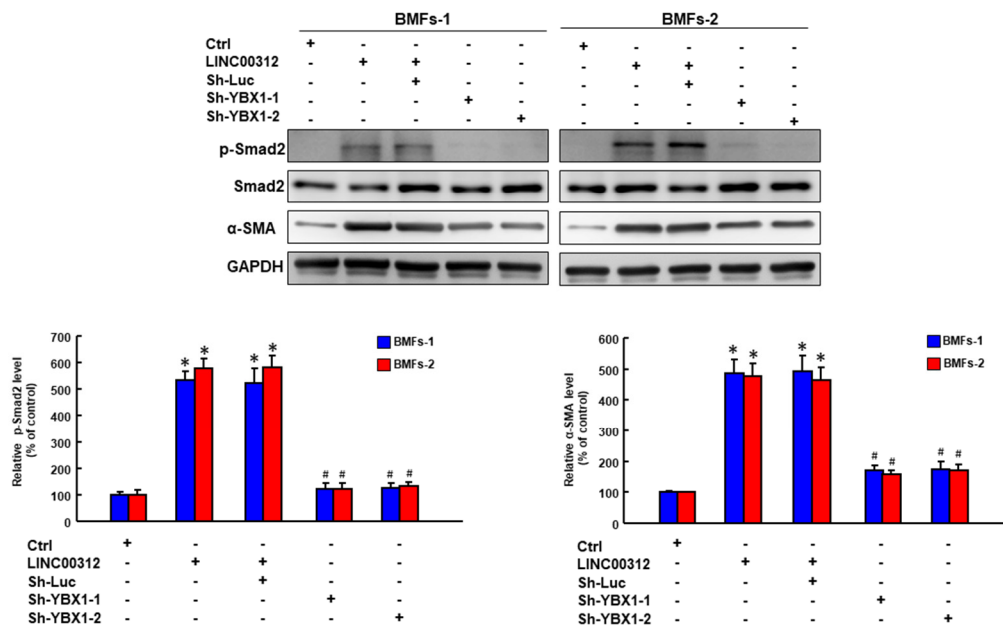 BMFs-1 BMFs-2
Ctrl + - - - - + - - - -
LINC00312 - + + - - - + + - -
Sh-Luc - - + - - - - + - -
Sh-YBX1-1 - - - + - - - - + -
Sh-YBX1-2 - - - - + - - - - +
p-Smad2
Smad2
α-SMA
GAPDH
Relative p-Smad2 level
(% of control)
700
600
500
400
300
200
100
0
* * * *
# # # #
BMFs-1
BMFs-2
Ctrl + - - - -
LINC00312 - + + - -
Sh-Luc - - + - -
Sh-YBX1-1 - - - + -
Sh-YBX1-2 - - - - +
Relative α-SMA level
(% of control)
600
500
400
300
200
100
0
* * * *
# # # #
BMFs-1
BMFs-2
Ctrl + - - - -
LINC00312 - + + - -
Sh-Luc - - + - -
Sh-YBX1-1 - - - + -
Sh-YBX1-2 - - - - +